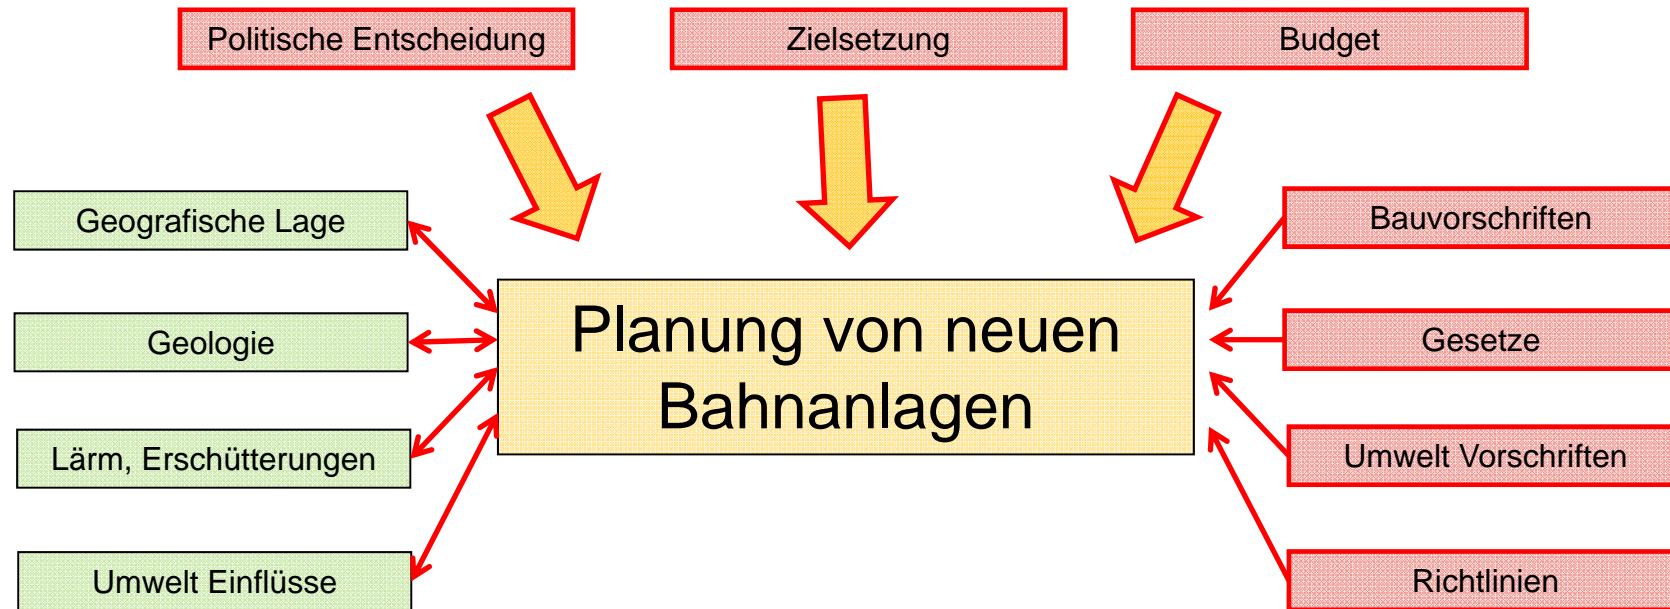 Politische Entscheidung
Zielsetzung
Budget
Geografische Lage
Bauvorschriften
Planung von neuen
Bahnanlagen
Geologie
Gesetze
Lärm, Erschütterungen
Umwelt Vorschriften
Umwelt Einflüsse
Richtlinien